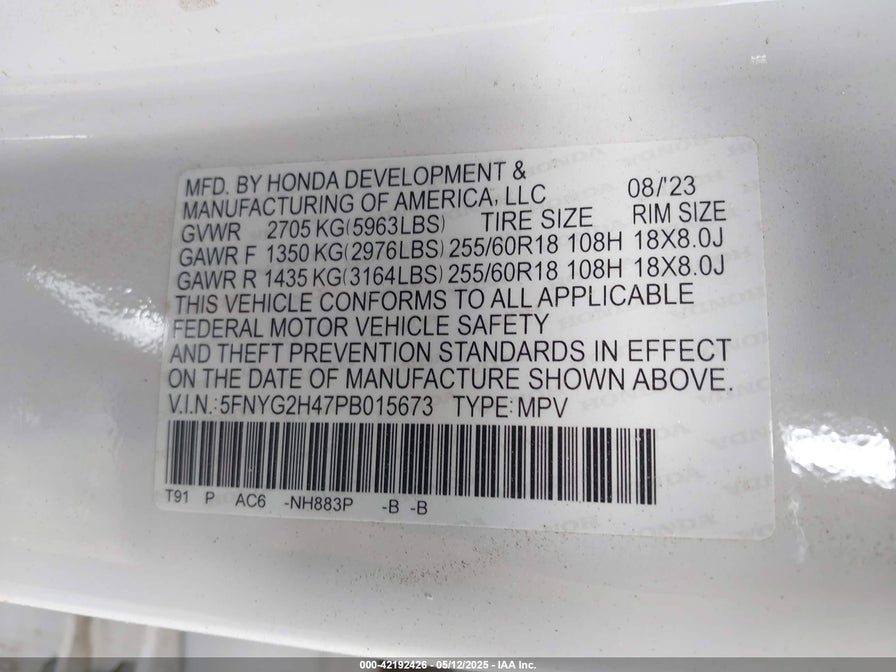 MFD. BY HONDA DEVELOPMENT &
MANUFACTURING OF AMERICA, LLC 08/'23
GVWR 2705 KG(5963LBS) TIRE SIZE RIM SIZE
GAWR F 1350 KG(2976LBS) 255/60R18 108H 18X8.0J
GAWR R 1435 KG(3164LBS) 255/60R18 108H 18X8.0J
THIS VEHICLE CONFORMS TO ALL APPLICABLE
FEDERAL MOTOR VEHICLE SAFETY
AND THEFT PREVENTION STANDARDS IN EFFECT
ON THE DATE OF MANUFACTURE SHOWN ABOVE.
V.I.N.:5FNYG2H47PB015673 TYPE:MPV
T91 P AC6 -NH883P -B -B
000-42192426 - 05/12/2025 - IAA Inc.